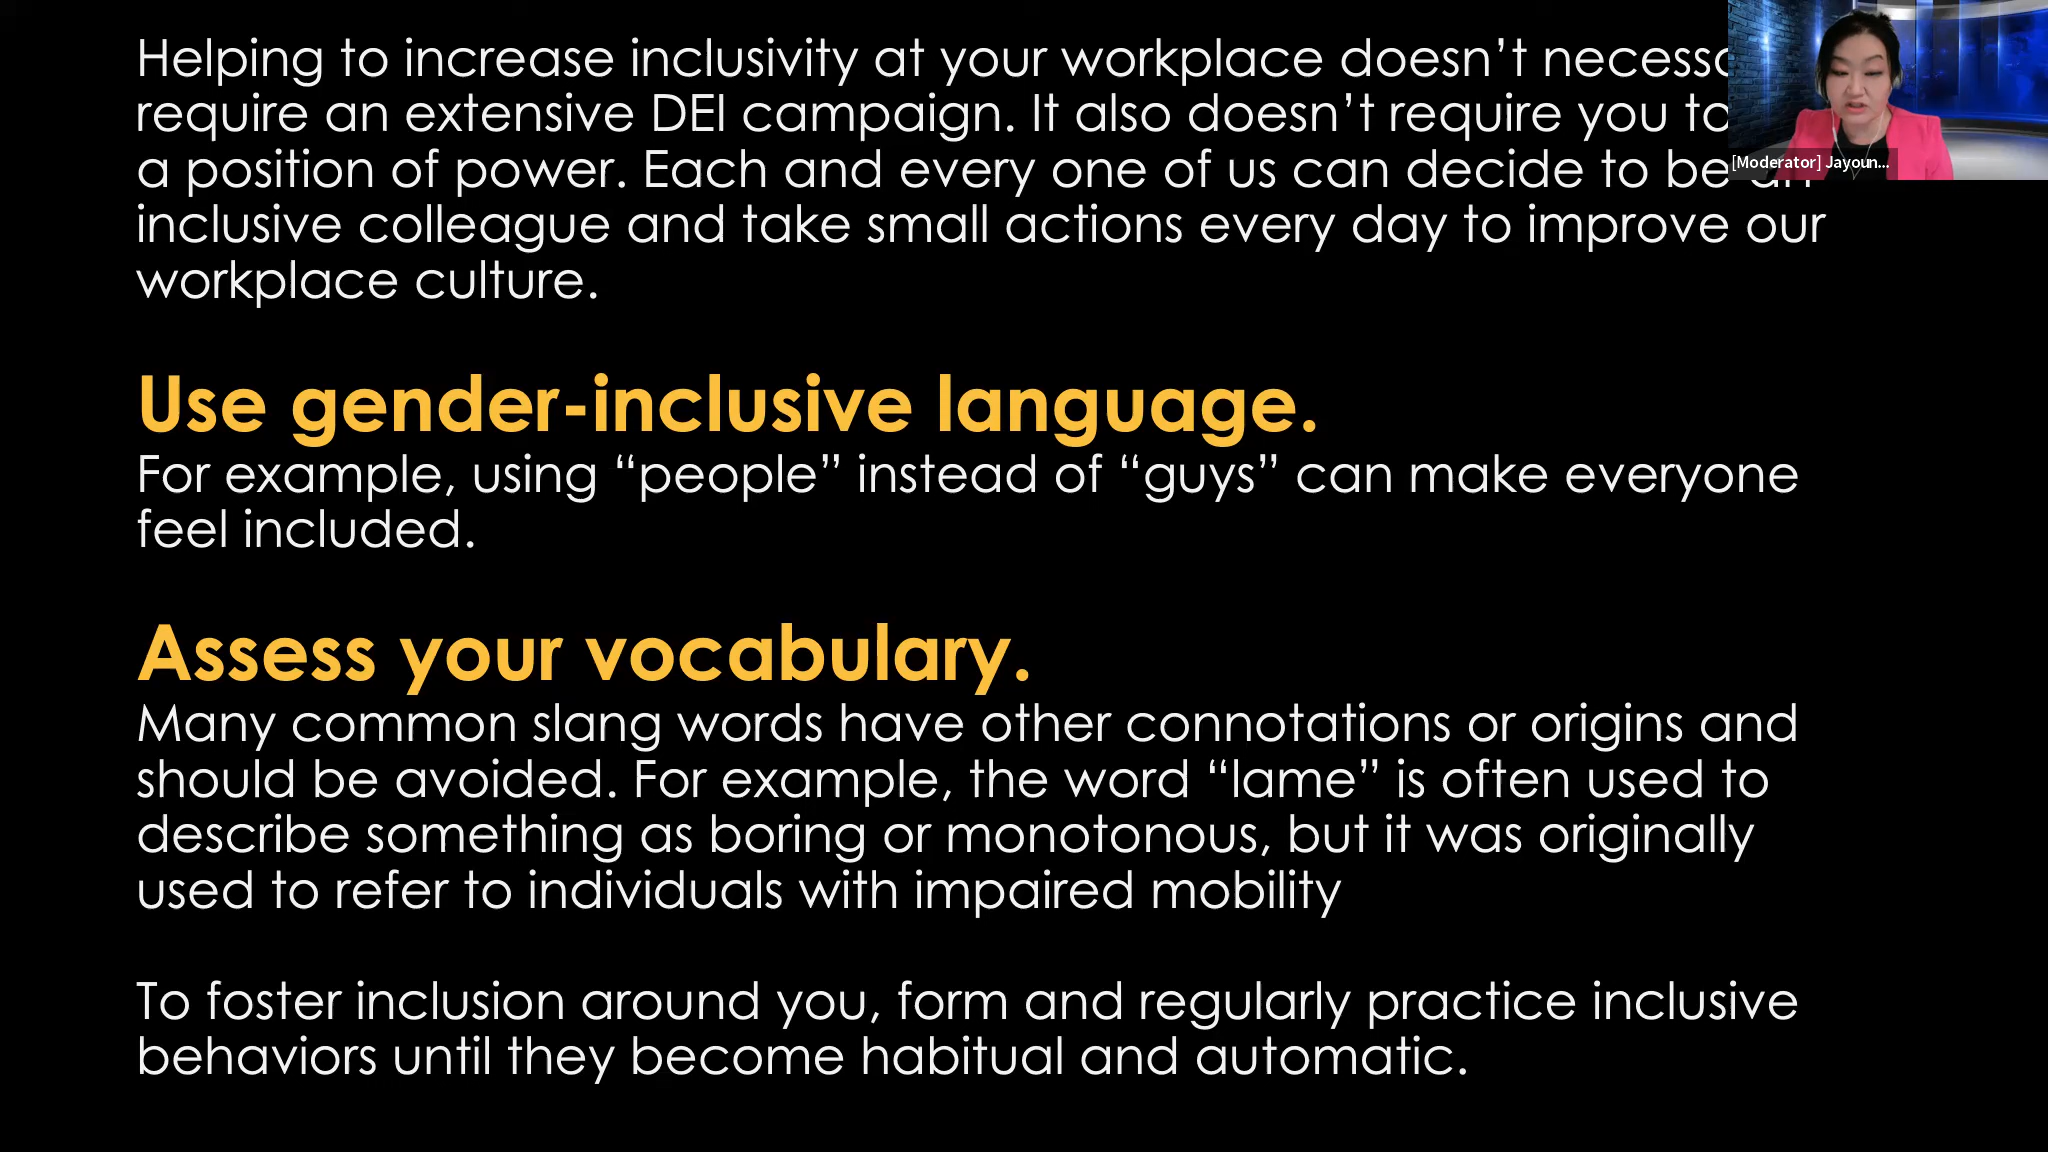 Helping to increase inclusivity at your workplace doesn’t
require an extensive DEI campaign. It also doesn’t require you
a position of power. Each and every one of us can decide to be an
inclusive colleague and take small actions every day to improve our
workplace culture.
Use gender-inclusive language.
For example, using “people” instead of “guys” can make everyone
feel included.
Assess your vocabulary.
Many common slang words have other connotations or origins and
should be avoided. For example, the word “lame” is often used to
describe something as boring or monotonous, but it was originally
used to refer to individuals with impaired mobility
To foster inclusion around you, form and regularly practice inclusive
behaviors until they become habitual and automatic.
[Moderator] Jayoun...